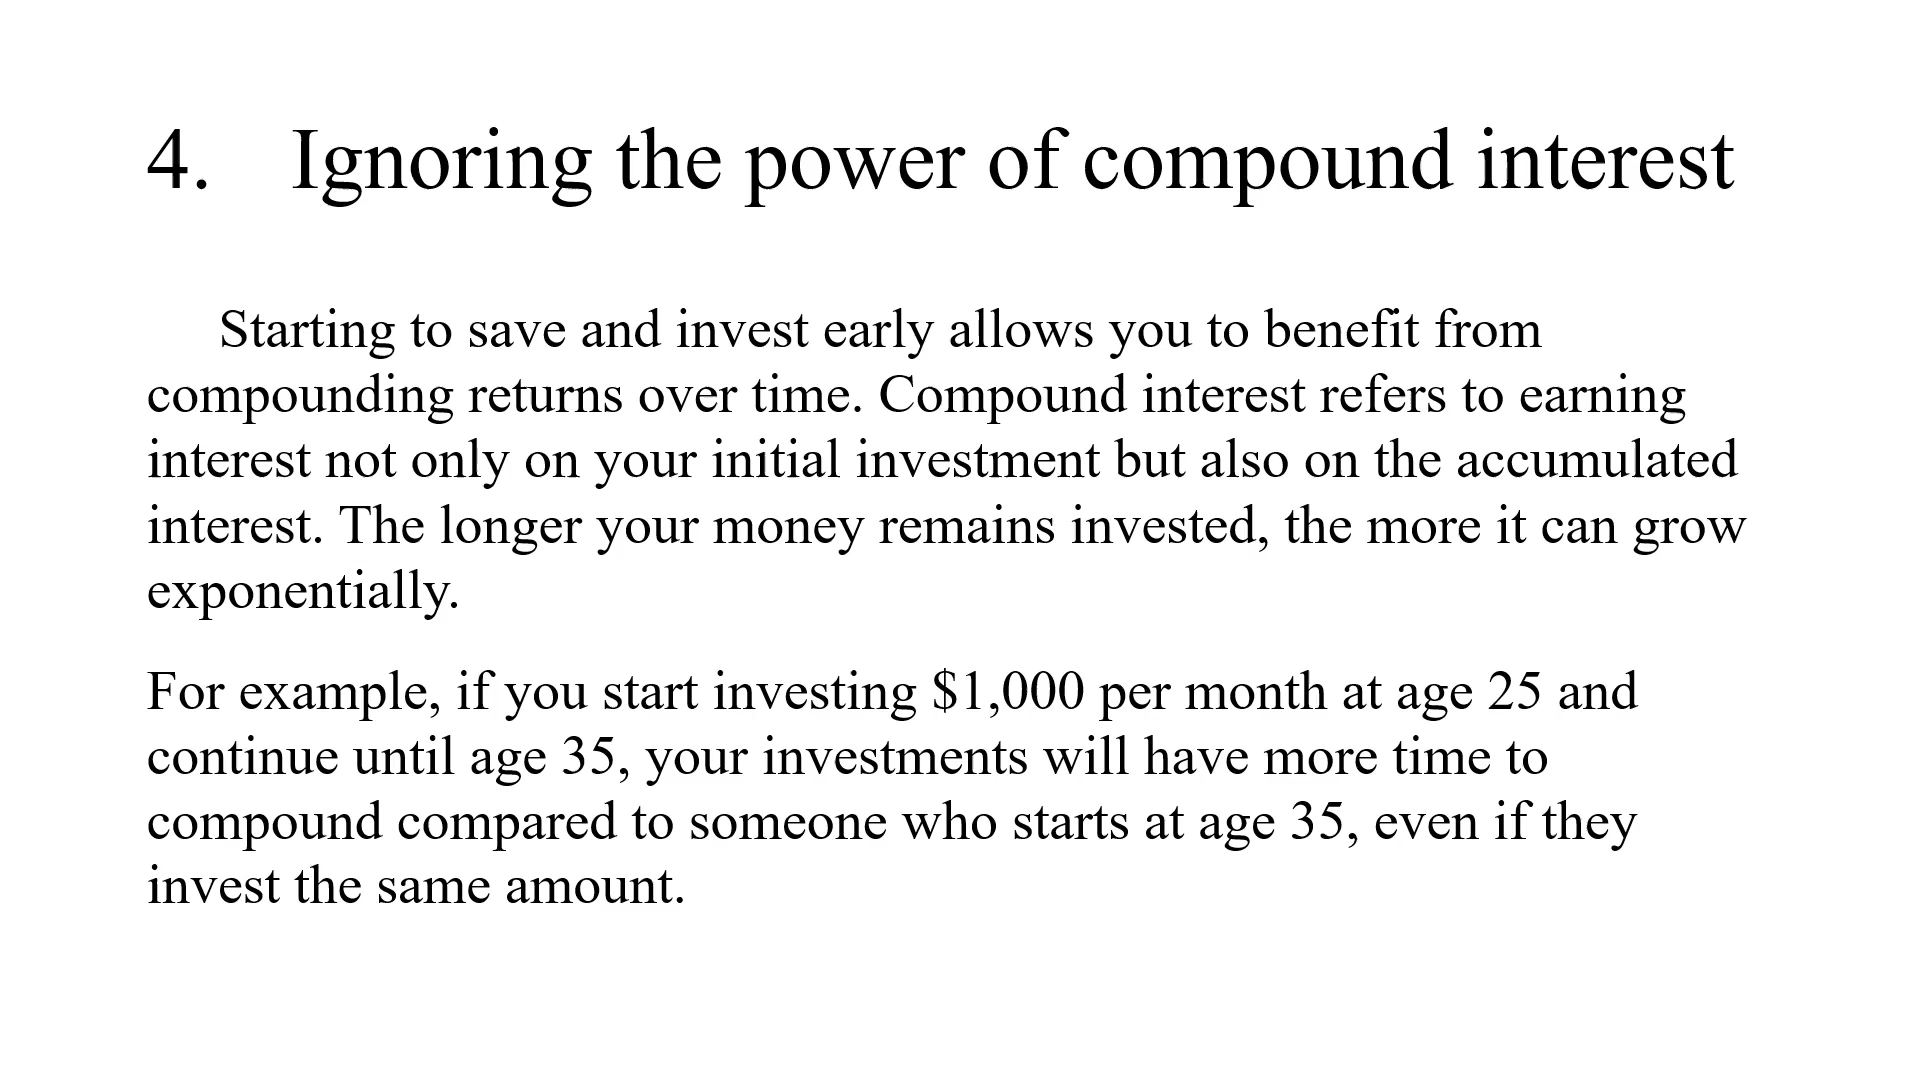 4. Ignoring the power of compound interest
Starting to save and invest early allows you to benefit from
compounding returns over time. Compound interest refers to earning
interest not only on your initial investment but also on the accumulated
interest. The longer your money remains invested, the more it can grow
exponentially.
For example, if you start investing $1,000 per month at age 25 and
continue until age 35, your investments will have more time to
compound compared to someone who starts at age 35, even if they
invest the same amount.